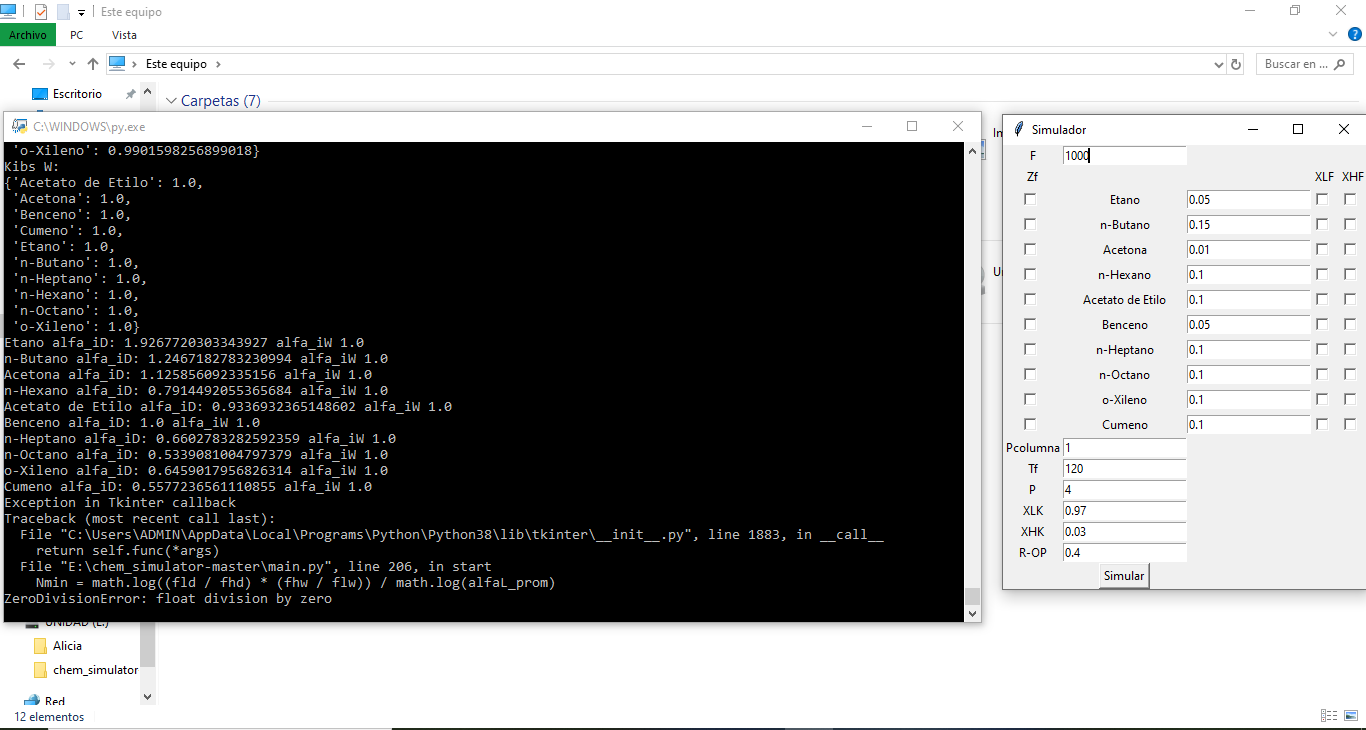 Este equipo
Archivo PC Vista
Este equipo
Buscar en ...
Escritorio
Carpetas (7)
C:\WINDOWS\py.exe
'o-Xileno': 0.9901598256899018}
Kibs W:
{'Acetato de Etilo': 1.0,
'Acetona': 1.0,
'Benceno': 1.0,
'Cumeno': 1.0,
'Etano': 1.0,
'n-Butano': 1.0,
'n-Heptano': 1.0,
'n-Hexano': 1.0,
'n-Octano': 1.0,
'o-Xileno': 1.0}
Etano alfa_iD: 1.9267720303343927 alfa_iW 1.0
n-Butano alfa_iD: 1.2467182783230994 alfa_iW 1.0
Acetona alfa_iD: 1.125856092335156 alfa_iW 1.0
n-Hexano alfa_iD: 0.7914492055365684 alfa_iW 1.0
Acetato de Etilo alfa_iD: 0.9336932365148602 alfa_iW 1.0
Benceno alfa_iD: 1.0 alfa_iW 1.0
n-Heptano alfa_iD: 0.6602783282592359 alfa_iW 1.0
n-Octano alfa_iD: 0.5339081004797379 alfa_iW 1.0
o-Xileno alfa_iD: 0.6459017956826314 alfa_iW 1.0
Cumeno alfa_iD: 0.5577236561110855 alfa_iW 1.0
Exception in Tkinter callback
Traceback (most recent call last):
File "C:\Users\ADMIN\AppData\Local\Programs\Python\Python38\lib\tkinter\__init__.py", line 1883, in __call__
return self.func(*args)
File "E:\chem_simulator-master\main.py", line 206, in start
Nmin = math.log((fld / fhd) * (fhw / flw)) / math.log(alfaL_prom)
ZeroDivisionError: float division by zero
Simulador
F 1000
Zf XLF XHF
Etano 0.05
n-Butano 0.15
Acetona 0.01
n-Hexano 0.1
Acetato de Etilo 0.1
Benceno 0.05
n-Heptano 0.1
n-Octano 0.1
o-Xileno 0.1
Cumeno 0.1
Pcolumna 1
Tf 120
P 4
XLK 0.97
XHK 0.03
R-OP 0.4
Simular
Alicia
chem_simulator
Red
12 elementos